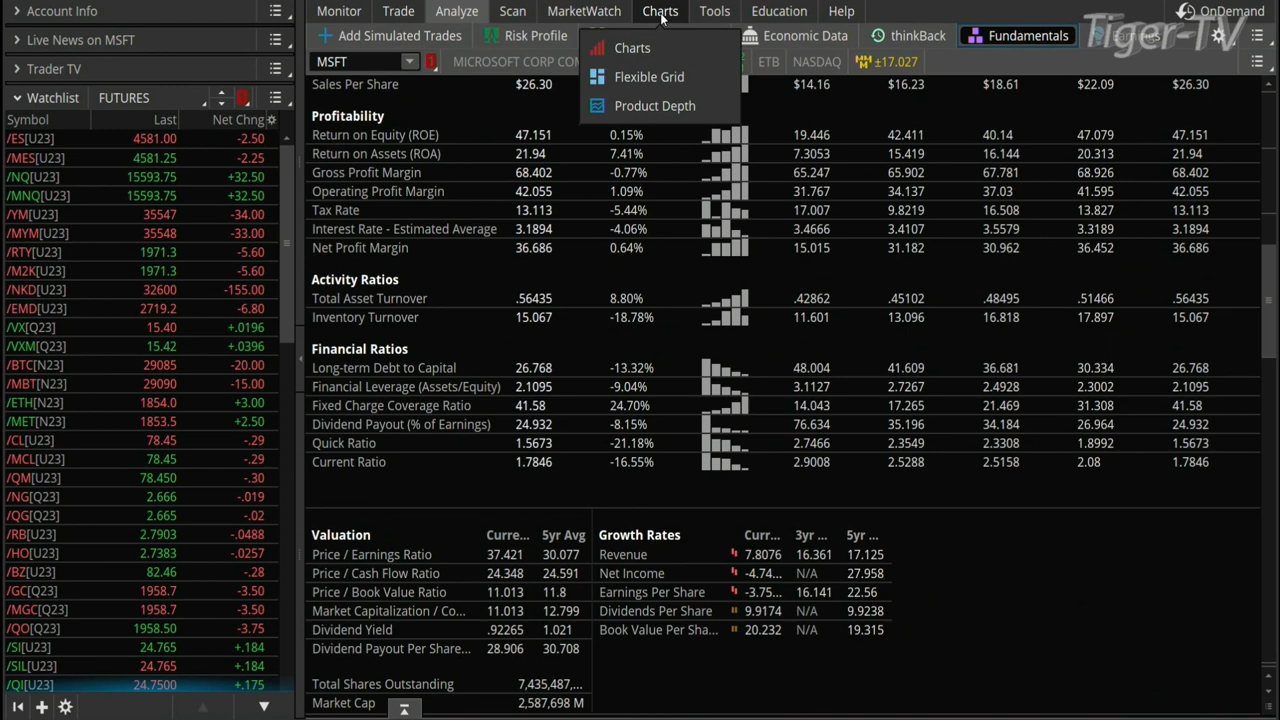 Monitor Trade Analyze Scan MarketWatch Charts Tools Education Help OnDemand
Tiger-TV
Account Info
Live News on MSFT
Trader TV
Watchlist FUTURES
Symbol Last Net Chng
/ES[U23] 4581.00 -2.50
/MES[U23] 4581.25 -2.25
/NQ[U23] 15593.75 +32.50
/MNQ[U23] 15593.75 +32.50
/YM[U23] 35547 -34.00
/MYM[U23] 35548 -33.00
/RTY[U23] 1971.3 -5.60
/M2K[U23] 1971.3 -5.60
/NKD[U23] 32600 -155.00
/EMD[U23] 2719.2 -6.80
/VX[Q23] 15.40 +.0196
/VXM[Q23] 15.42 +.0396
/BTC[N23] 29085 -20.00
/MBT[N23] 29090 -15.00
/ETH[N23] 1854.0 +3.00
/MET[N23] 1853.5 +2.50
/CL[U23] 78.45 -.29
/MCL[U23] 78.45 -.29
/QM[U23] 78.450 -.30
/NG[Q23] 2.666 -.019
/QG[Q23] 2.665 -.02
/RB[U23] 2.7903 -.0488
/HO[U23] 2.7383 -.0257
/BZ[U23] 82.46 -.28
/GC[Q23] 1958.7 -3.50
/MGC[Q23] 1958.7 -3.50
/QO[Q23] 1958.50 -3.75
/SI[U23] 24.765 +.184
/SIL[U23] 24.765 +.184
/QI[U23] 24.7500 +.175
Add Simulated Trades Risk Profile Economic Data thinkBack Fundamentals Earnings
Charts
Flexible Grid
Product Depth
MSFT 1 MICROSOFT CORP COM ETB NASDAQ ±17.027
Sales Per Share $26.30 $14.16 $16.23 $18.61 $22.09 $26.30
Profitability
Return on Equity (ROE) 47.151 0.15% 19.446 42.411 40.14 47.079 47.151
Return on Assets (ROA) 21.94 7.41% 7.3053 15.419 16.144 20.313 21.94
Gross Profit Margin 68.402 -0.77% 65.247 65.902 67.781 68.926 68.402
Operating Profit Margin 42.055 1.09% 31.767 34.137 37.03 41.595 42.055
Tax Rate 13.113 -5.44% 17.007 9.8219 16.508 13.827 13.113
Interest Rate - Estimated Average 3.1894 -4.06% 3.4666 3.4107 3.5579 3.3189 3.1894
Net Profit Margin 36.686 0.64% 15.015 31.182 30.962 36.452 36.686
Activity Ratios
Total Asset Turnover .56435 8.80% .42862 .45102 .48495 .51466 .56435
Inventory Turnover 15.067 -18.78% 11.601 13.096 16.818 17.897 15.067
Financial Ratios
Long-term Debt to Capital 26.768 -13.32% 48.004 41.609 36.681 30.334 26.768
Financial Leverage (Assets/Equity) 2.1095 -9.04% 3.1127 2.7267 2.4928 2.3002 2.1095
Fixed Charge Coverage Ratio 41.58 24.70% 14.043 17.265 21.469 31.308 41.58
Dividend Payout (% of Earnings) 24.932 -8.15% 76.634 35.196 34.184 26.964 24.932
Quick Ratio 1.5673 -21.18% 2.7466 2.3549 2.3308 1.8992 1.5673
Current Ratio 1.7846 -16.55% 2.9008 2.5288 2.5158 2.08 1.7846
Valuation Curre... 5yr Avg
Price / Earnings Ratio 37.421 30.077
Price / Cash Flow Ratio 24.348 24.591
Price / Book Value Ratio 11.013 11.8
Market Capitalization / Co... 11.013 12.799
Dividend Yield .92265 1.021
Dividend Payout Per Share... 28.906 30.708
Total Shares Outstanding 7,435,487,...
Market Cap 2,587,698 M
Growth Rates Curr... 3yr ... 5yr ...
Revenue 7.8076 16.361 17.125
Net Income -4.74... N/A 27.958
Earnings Per Share -3.75... 16.141 22.56
Dividends Per Share 9.9174 N/A 9.9238
Book Value Per Sha... 20.232 N/A 19.315